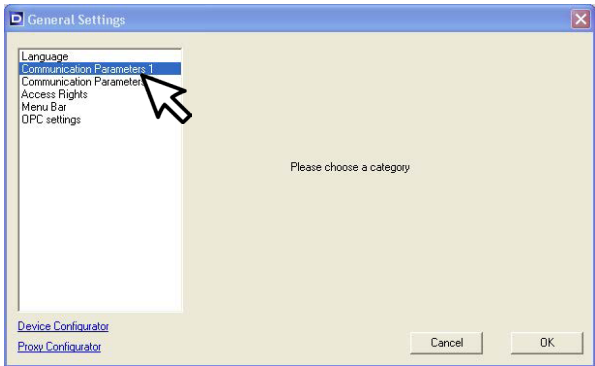 General Settings
Language
Communication Parameters 1
Communication Parameters
Access Rights
Menu Bar
OPC settings
Please choose a category
Device Configurator
Proxy Configurator
Cancel
OK